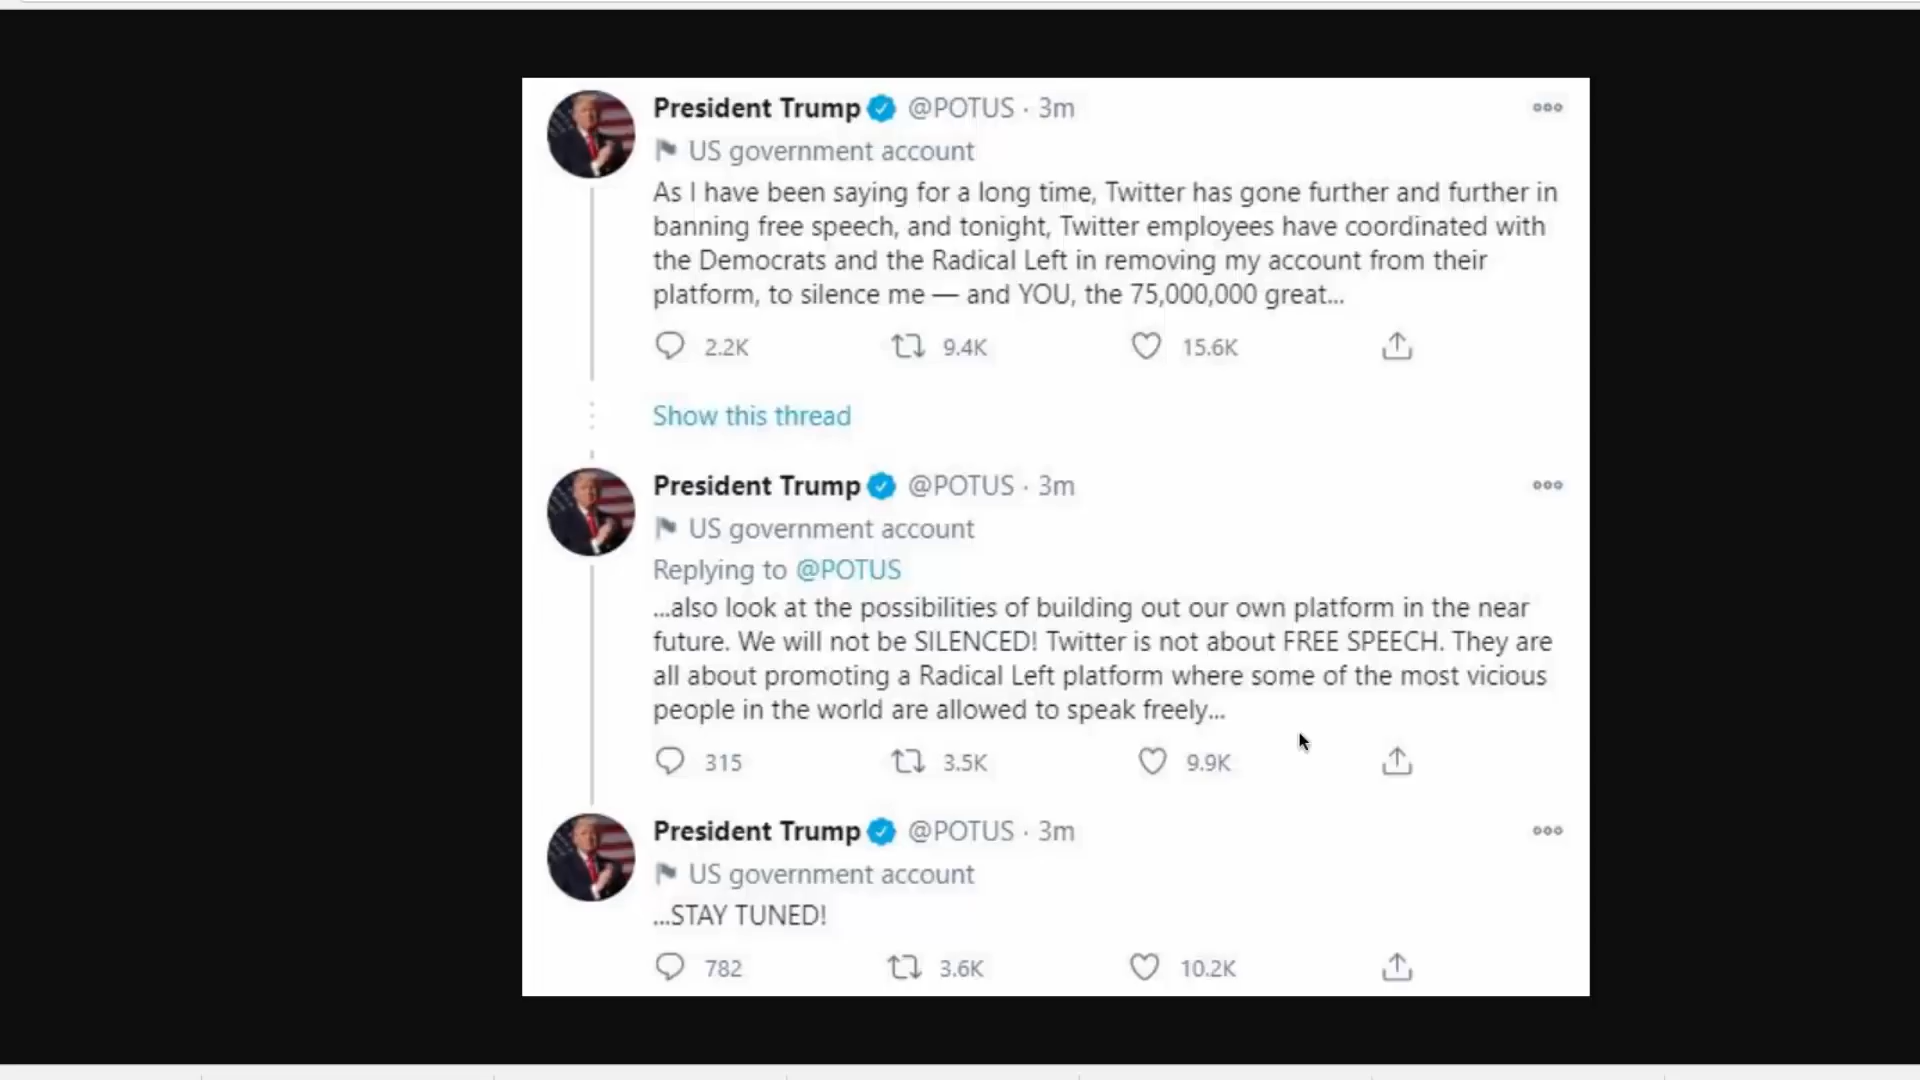 President Trump @POTUS · 3m
US government account
As I have been saying for a long time, Twitter has gone further and further in
banning free speech, and tonight, Twitter employees have coordinated with
the Democrats and the Radical Left in removing my account from their
platform, to silence me — and YOU, the 75,000,000 great...
2.2K 9.4K 15.6K
Show this thread
President Trump @POTUS · 3m
US government account
Replying to @POTUS
...also look at the possibilities of building out our own platform in the near
future. We will not be SILENCED! Twitter is not about FREE SPEECH. They are
all about promoting a Radical Left platform where some of the most vicious
people in the world are allowed to speak freely...
315 3.5K 9.9K
President Trump @POTUS · 3m
US government account
...STAY TUNED!
782 3.6K 10.2K